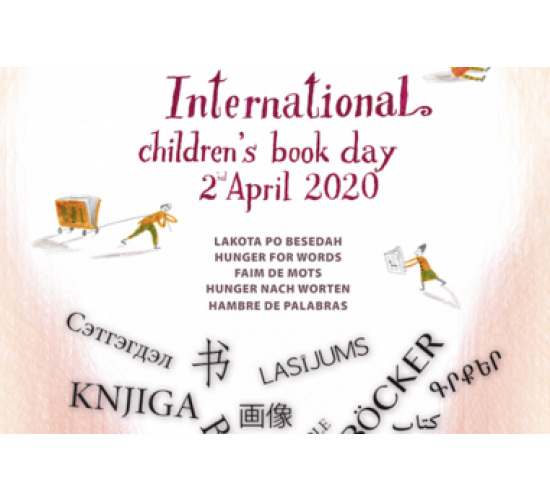 International
children's book day
2nd April 2020
LAKOTA PO BESEDAH
HUNGER FOR WORDS
FAIM DE MOTS
HUNGER NACH WORTEN
HAMBRE DE PALABRAS
Сэтгэгдэл
书
LASĪJUMS
BÖCKER
ԳՐՔԵՐ
KNJIGA
画像
كتاب